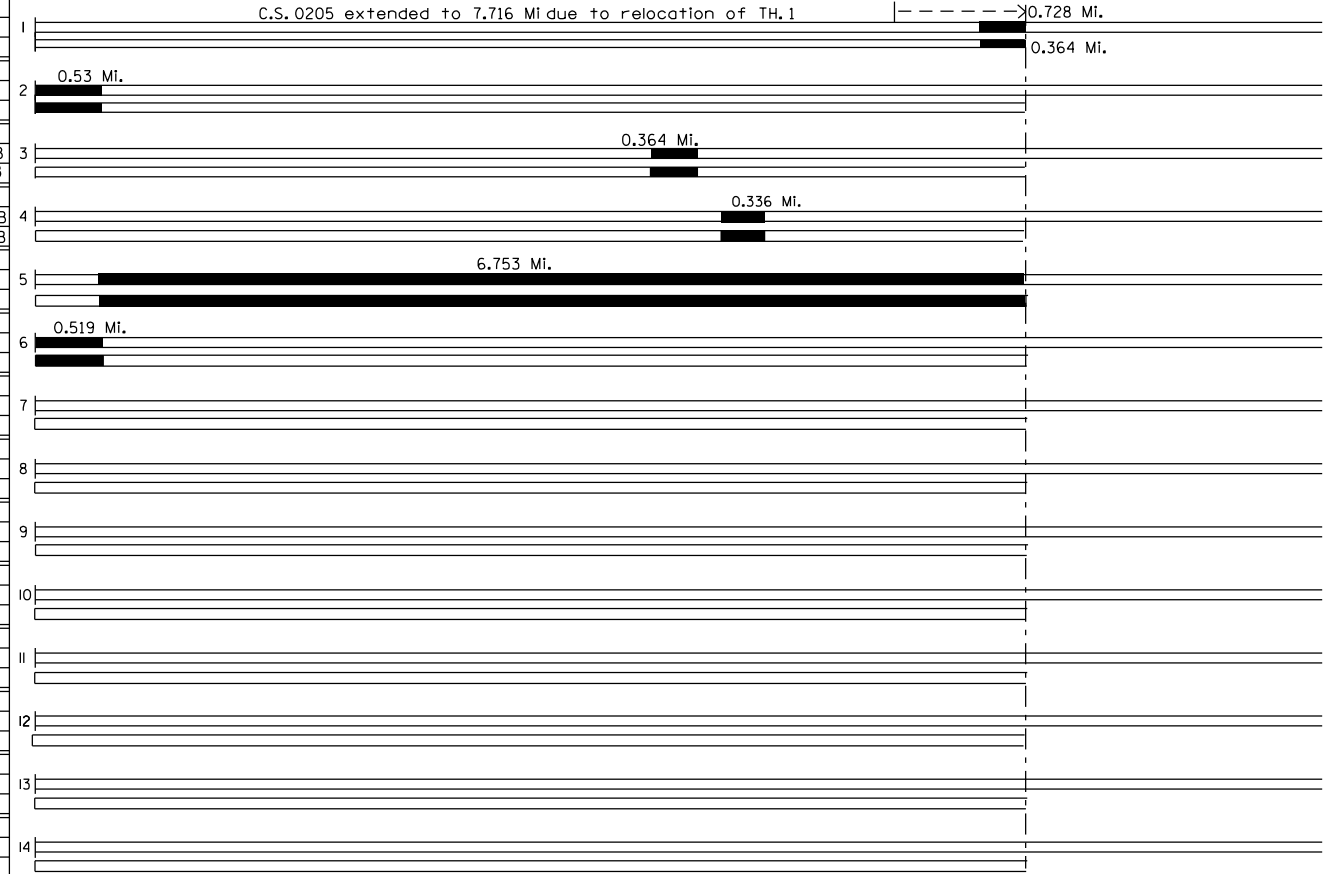 C.S. 0205 extended to 7.716 Mi due to relocation of TH. 1
0.728 Mi.
1
0.364 Mi.
0.53 Mi.
2
0.364 Mi.
3
0.336 Mi.
4
6.753 Mi.
5
0.519 Mi.
6
7
8
9
10
11
12
13
14